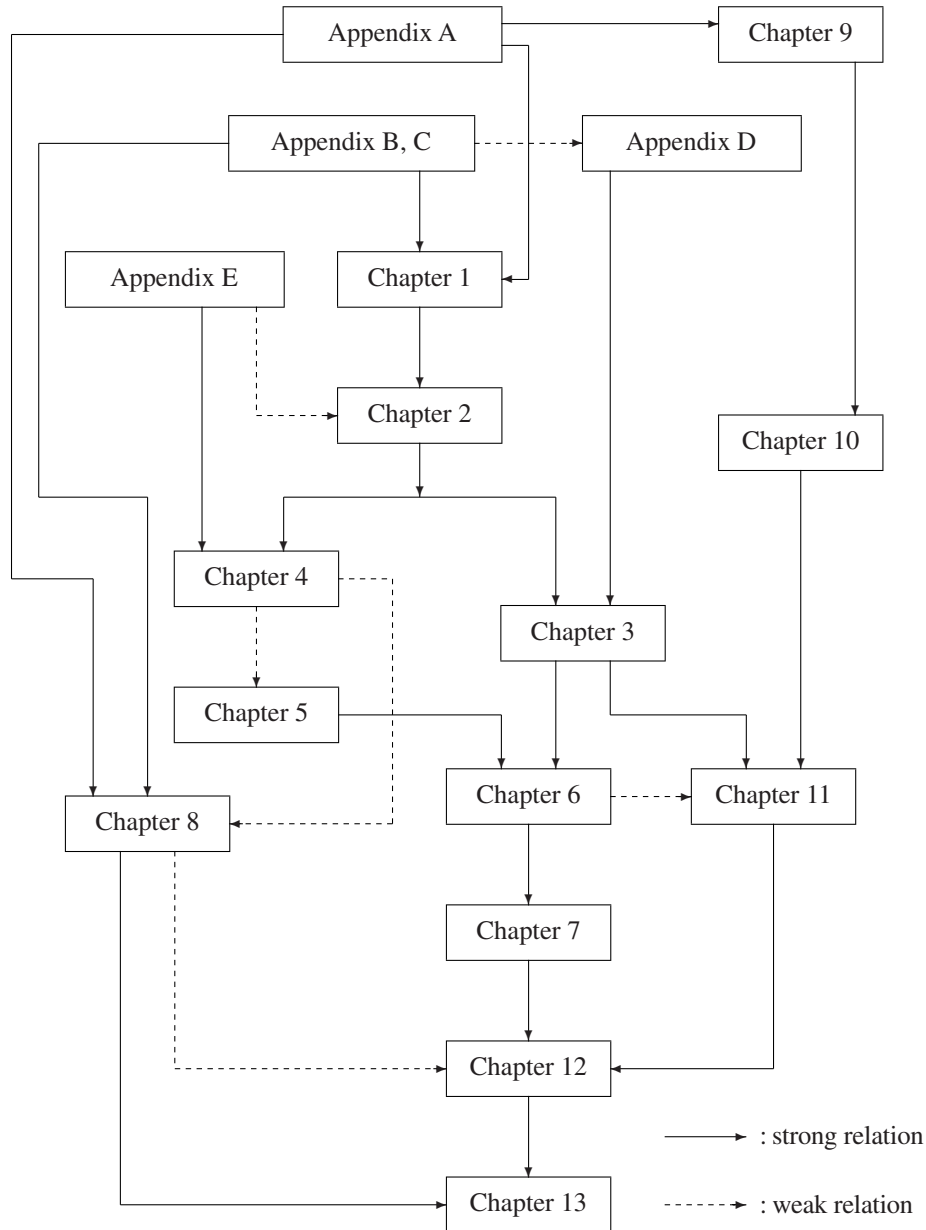 Appendix A
Chapter 9
Appendix B, C
Appendix D
Appendix E
Chapter 1
Chapter 2
Chapter 10
Chapter 4
Chapter 3
Chapter 5
Chapter 6
Chapter 11
Chapter 8
Chapter 7
Chapter 12
: strong relation
Chapter 13
: weak relation